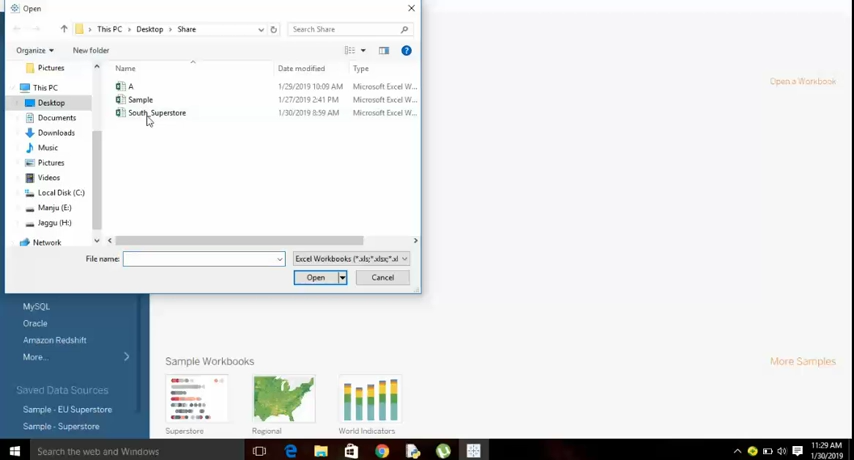 Open
This PC > Desktop > Share
Search Share
Organize
New folder
Name
Date modified
Type
Pictures
This PC
Desktop
Documents
Downloads
Music
Pictures
Videos
Local Disk (C:)
Manju (E:)
Jaggu (H:)
Network
A 1/29/2019 10:09 AM Microsoft Excel W...
Sample 1/27/2019 2:41 PM Microsoft Excel W...
South_Superstore 1/30/2019 8:59 AM Microsoft Excel W...
File name:
Excel Workbooks (*.xls;*.xlsx;*.xl
Open
Cancel
Open a Workbook
MySQL
Oracle
Amazon Redshift
More...
Saved Data Sources
Sample - EU Superstore
Sample - Superstore
Sample Workbooks
More Samples
Superstore
Regional
World Indicators
Search the web and Windows
11:29 AM
1/30/2019